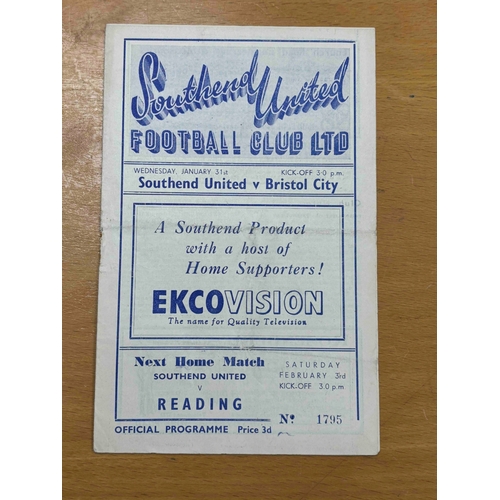 Southend United
FOOTBALL CLUB LTD
WEDNESDAY, JANUARY 31st KICK-OFF 3·0 p.m.
Southend United v Bristol City
A Southend Product
with a host of
Home Supporters!
EKCOVISION
The name for Quality Television
Next Home Match
SOUTHEND UNITED
v
READING
SATURDAY
FEBRUARY 3rd
KICK-OFF 3.0 p.m
Nº 1795
OFFICIAL PROGRAMME Price 3d